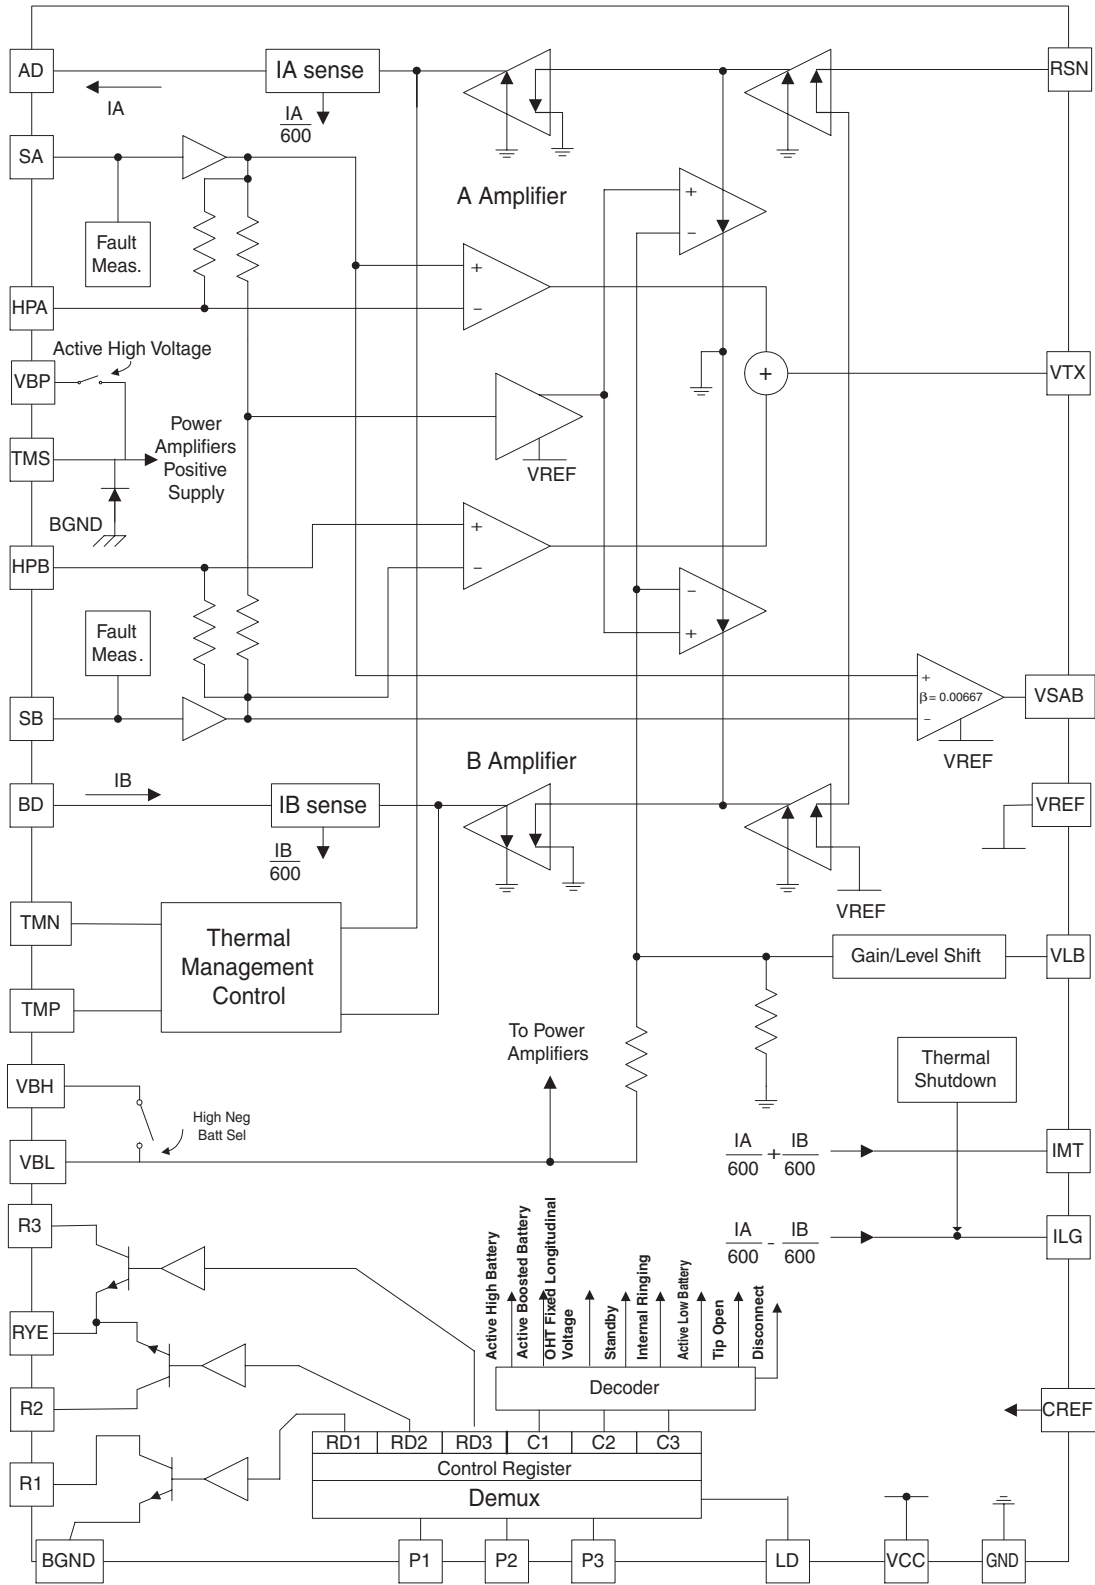 AD
IA sense
RSN
IA
IA
600
SA
A Amplifier
+
−
Fault
Meas.
+
−
HPA
Active High Voltage
VBP
+
VTX
Power
Amplifiers
Positive
Supply
TMS
VREF
BGND
+
−
HPB
−
+
Fault
Meas.
+
β = 0.00667
−
VSAB
SB
VREF
B Amplifier
IB
BD
IB sense
VREF
IB
600
VREF
TMN
Thermal
Management
Control
Gain/Level Shift
VLB
TMP
To Power
Amplifiers
Thermal
Shutdown
VBH
High Neg
Batt Sel
VBL
IA
600
+
IB
600
IMT
R3
IA
600
-
IB
600
ILG
Active High Battery
Active Boosted Battery
OHT Fixed Longitudinal
Voltage
Standby
Internal Ringing
Active Low Battery
Tip Open
Disconnect
RYE
Decoder
R2
CREF
RD1 RD2 RD3 C1 C2 C3
Control Register
R1
Demux
BGND
P1
P2
P3
LD
VCC
GND